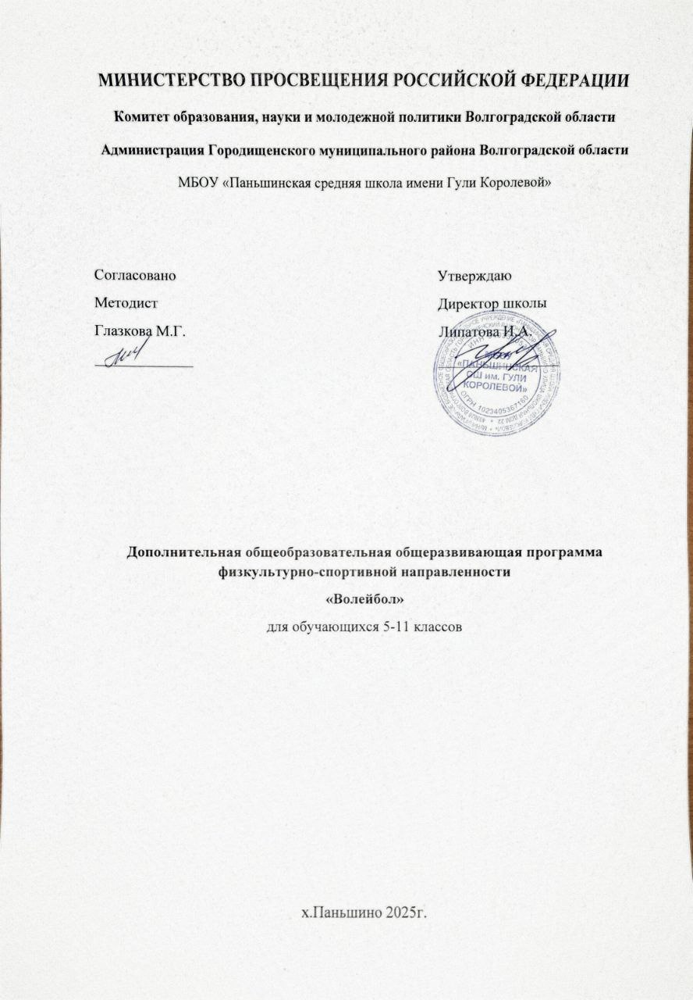 МИНИСТЕРСТВО ПРОСВЕЩЕНИЯ РОССИЙСКОЙ ФЕДЕРАЦИИ
Комитет образования, науки и молодежной политики Волгоградской области
Администрация Городищенского муниципального района Волгоградской области
МБОУ «Паньшинская средняя школа имени Гули Королевой»
Согласовано
Методист
Глазкова М.Г.
Утверждаю
Директор школы
Липатова И.А.
«ПАНЬШИНСКАЯ
СШ им. ГУЛИ
КОРОЛЕВОЙ»
ОГРН 1023405367160
Дополнительная общеобразовательная общеразвивающая программа
физкультурно-спортивной направленности
«Волейбол»
для обучающихся 5-11 классов
х.Паньшино 2025г.